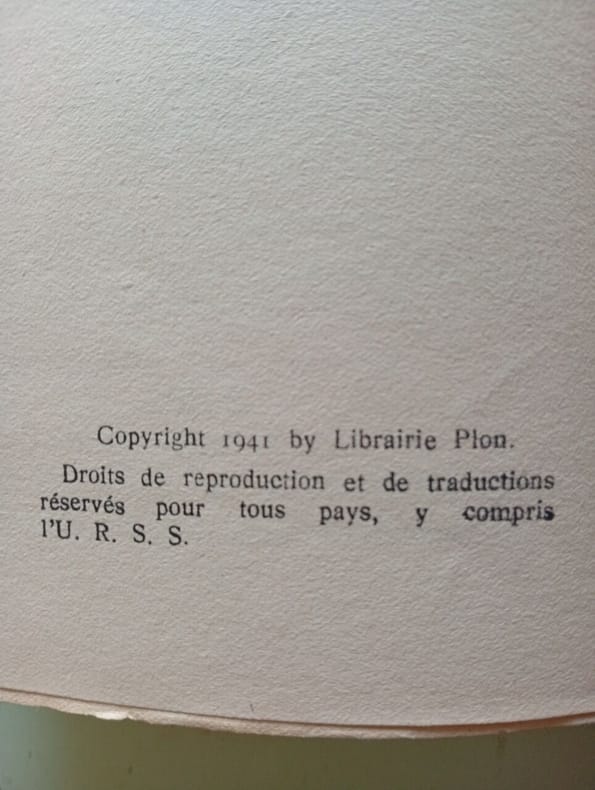 Copyright 1941 by Librairie Plon.
Droits de reproduction et de traductions
réservés pour tous pays, y compris
l'U. R. S. S.